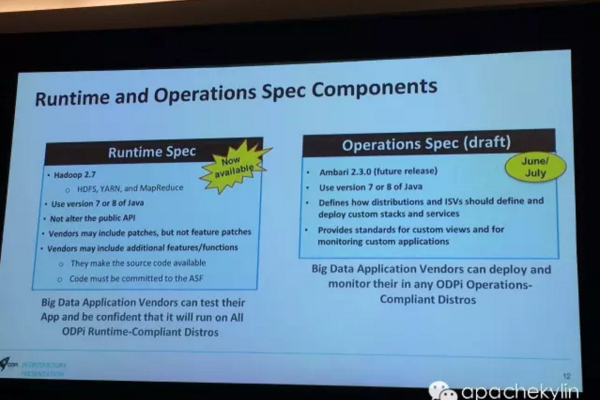 Runtime and Operations Spec Components
Runtime Spec
Now
available
• Hadoop 2.7
o HDFS, YARN, and MapReduce
• Use version 7 or 8 of Java
• Not alter the public API
• Vendors may include patches, but not feature patches
• Vendors may include additional features/functions
o They make the source code available
o Code must be committed to the ASF
Big Data Application Vendors can test their
App and be confident that it will run on All
ODPi Runtime-Compliant Distros
Operations Spec (draft)
June/
July
• Ambari 2.3.0 (future release)
• Use version 7 or 8 of Java
• Defines how distributions and ISVs should define and
deploy custom stacks and services
• Provides standards for custom views and for
monitoring custom applications
Big Data Application Vendors can deploy and
monitor their in any ODPi Operations-
Compliant Distros
PRESENTATION
12
apachekylin